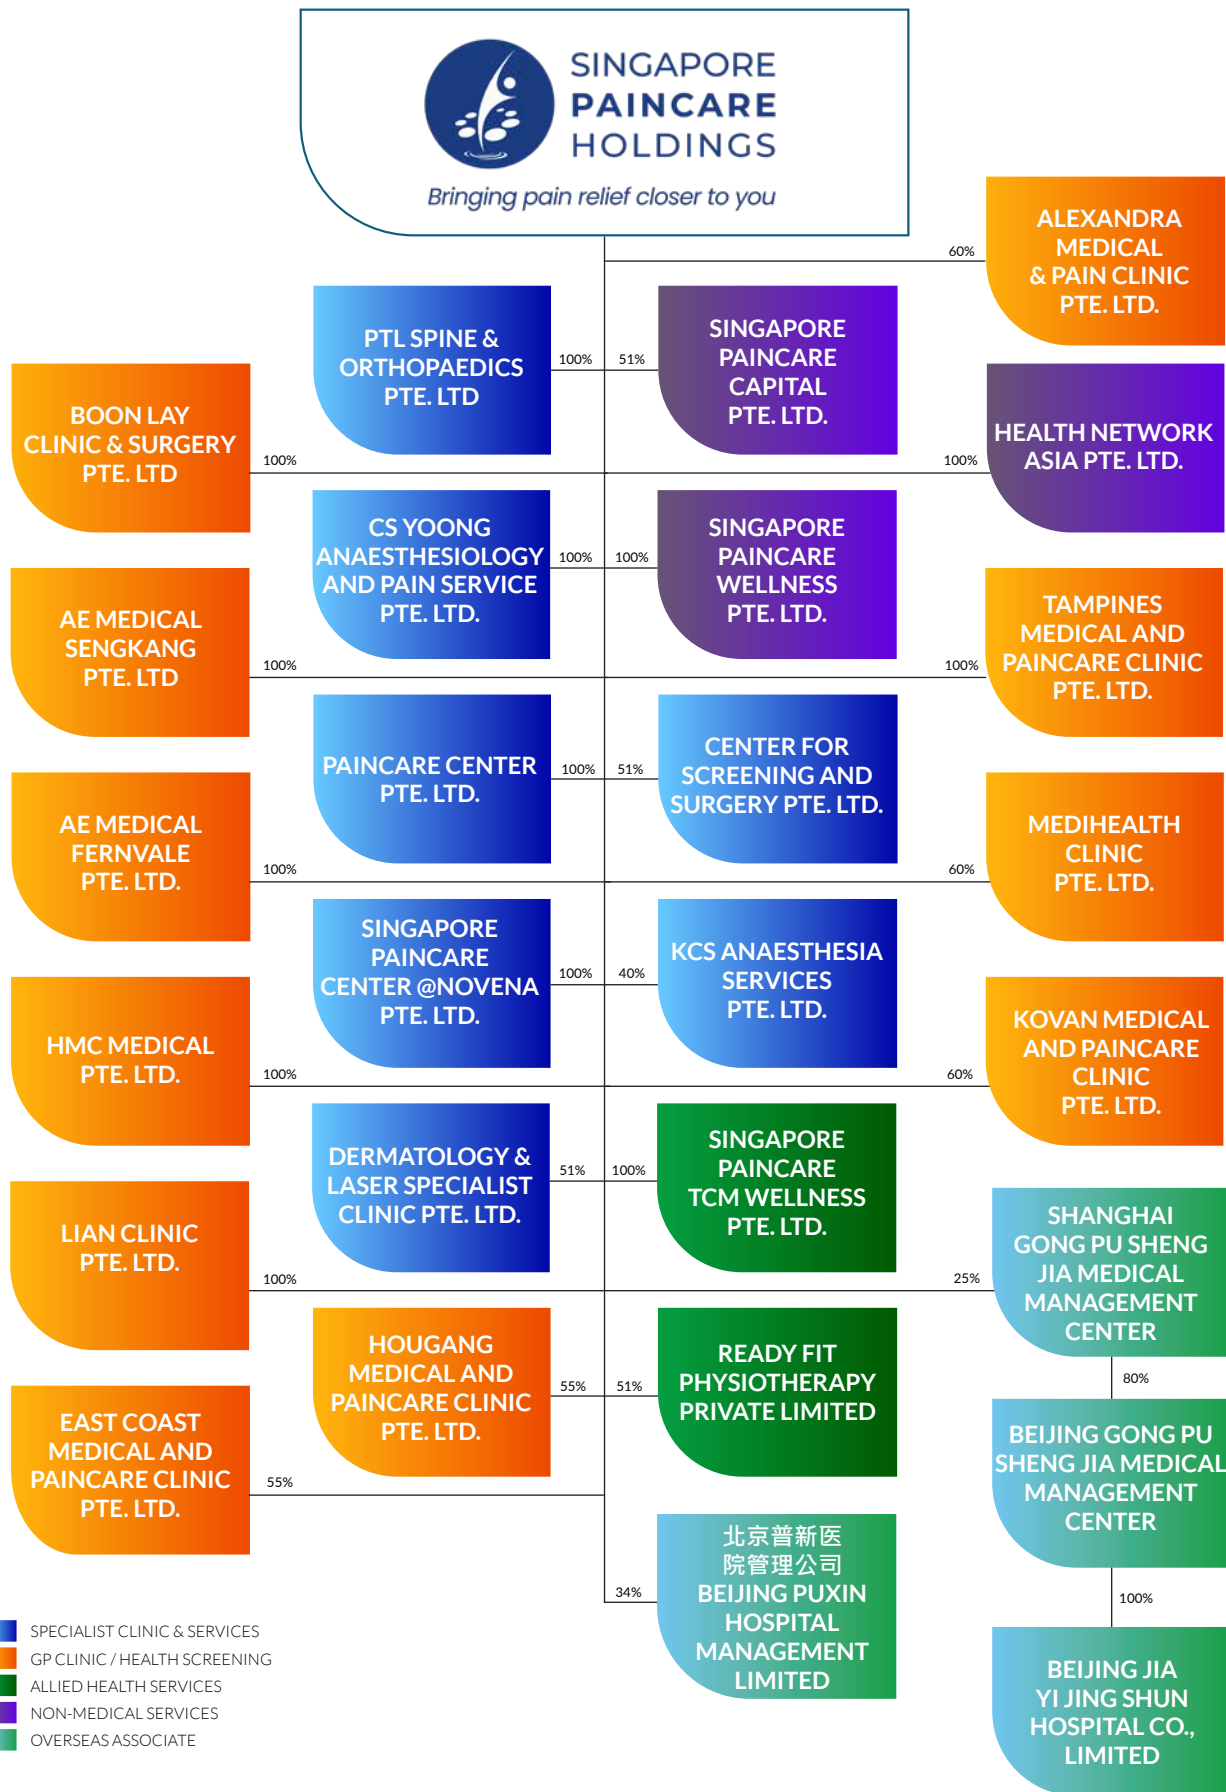 SINGAPORE
PAINCARE
HOLDINGS
Bringing pain relief closer to you
60%
ALEXANDRA
MEDICAL
& PAIN CLINIC
PTE. LTD.
PTL SPINE &
ORTHOPAEDICS
PTE. LTD
100%
51%
SINGAPORE
PAINCARE
CAPITAL
PTE. LTD.
BOON LAY
CLINIC & SURGERY
PTE. LTD
100%
100%
HEALTH NETWORK
ASIA PTE. LTD.
CS YOONG
ANAESTHESIOLOGY
AND PAIN SERVICE
PTE. LTD.
100%
100%
SINGAPORE
PAINCARE
WELLNESS
PTE. LTD.
AE MEDICAL
SENGKANG
PTE. LTD
100%
100%
TAMPINES
MEDICAL AND
PAINCARE CLINIC
PTE. LTD.
PAINCARE CENTER
PTE. LTD.
100%
51%
CENTER FOR
SCREENING AND
SURGERY PTE. LTD.
AE MEDICAL
FERNVALE
PTE. LTD.
100%
60%
MEDIHEALTH
CLINIC
PTE. LTD.
SINGAPORE
PAINCARE
CENTER @NOVENA
PTE. LTD.
100%
40%
KCS ANAESTHESIA
SERVICES
PTE. LTD.
HMC MEDICAL
PTE. LTD.
100%
60%
KOVAN MEDICAL
AND PAINCARE
CLINIC
PTE. LTD.
DERMATOLOGY &
LASER SPECIALIST
CLINIC PTE. LTD.
51%
100%
SINGAPORE
PAINCARE
TCM WELLNESS
PTE. LTD.
LIAN CLINIC
PTE. LTD.
100%
25%
SHANGHAI
GONG PU SHENG
JIA MEDICAL
MANAGEMENT
CENTER
HOUGANG
MEDICAL AND
PAINCARE CLINIC
PTE. LTD.
55%
51%
READY FIT
PHYSIOTHERAPY
PRIVATE LIMITED
80%
EAST COAST
MEDICAL AND
PAINCARE CLINIC
PTE. LTD.
55%
BEIJING GONG PU
SHENG JIA MEDICAL
MANAGEMENT
CENTER
34%
北京普新医
院管理公司
BEIJING PUXIN
HOSPITAL
MANAGEMENT
LIMITED
100%
BEIJING JIA
YI JING SHUN
HOSPITAL CO.,
LIMITED
SPECIALIST CLINIC & SERVICES
GP CLINIC / HEALTH SCREENING
ALLIED HEALTH SERVICES
NON-MEDICAL SERVICES
OVERSEAS ASSOCIATE